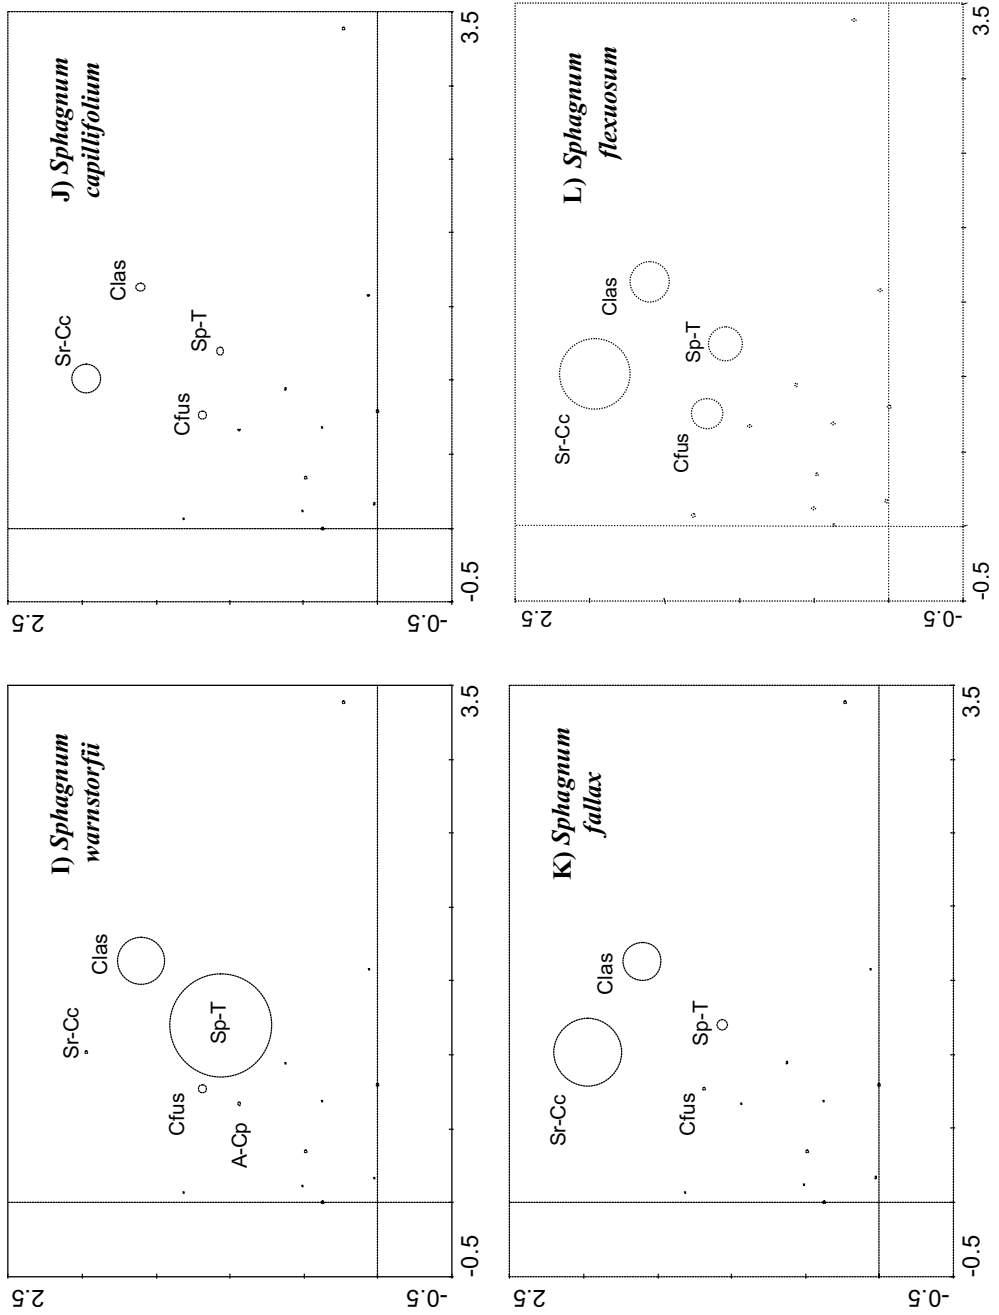 I) Sphagnum
warnstorfii
Sr-Cc
Clas
Sp-T
Cfus
A-Cp
2.5
-0.5
-0.5
3.5
J) Sphagnum
capillifolium
Sr-Cc
Clas
Sp-T
Cfus
2.5
-0.5
-0.5
3.5
K) Sphagnum
fallax
Sr-Cc
Clas
Sp-T
Cfus
2.5
-0.5
-0.5
3.5
L) Sphagnum
flexuosum
Sr-Cc
Clas
Sp-T
Cfus
2.5
-0.5
-0.5
3.5